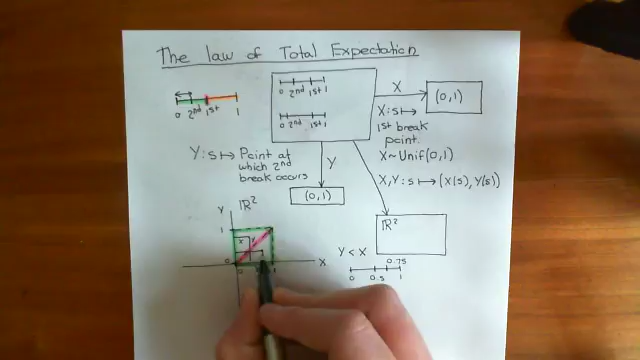 The law of Total Expectation
0 2nd 1st 1
0 2nd 1st 1
0 2nd 1st 1
X
(0,1)
X: s ↦
1st break
point.
X ~ Unif(0,1)
Y: s ↦ Point at
which 2nd
break occurs
Y
(0,1)
X, Y: s ↦ (X(s), Y(s))
ℝ²
ℝ²
Y
1
0
X
0
Y < X
0.75
0 0.5 1